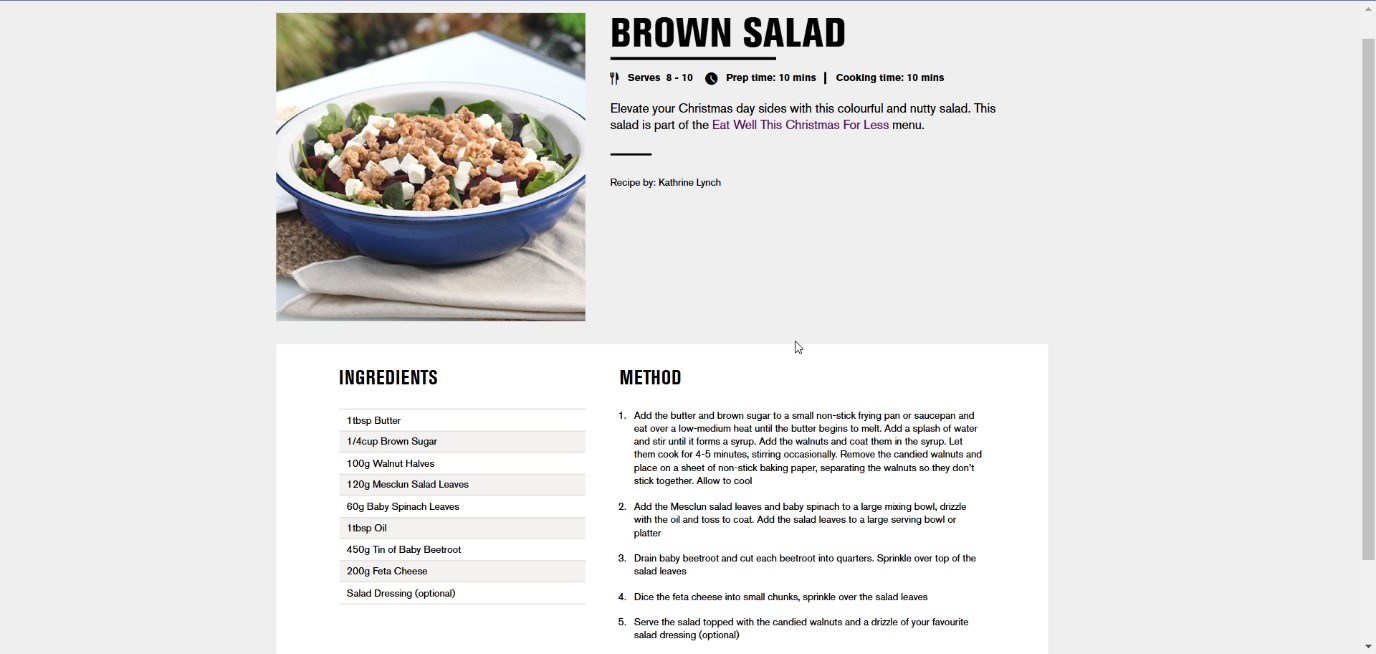 BROWN SALAD
Serves 8 - 10 Prep time: 10 mins | Cooking time: 10 mins
Elevate your Christmas day sides with this colourful and nutty salad. This
salad is part of the Eat Well This Christmas For Less menu.
Recipe by: Kathrine Lynch
INGREDIENTS
1tbsp Butter
1/4cup Brown Sugar
100g Walnut Halves
120g Mesclun Salad Leaves
60g Baby Spinach Leaves
1tbsp Oil
450g Tin of Baby Beetroot
200g Feta Cheese
Salad Dressing (optional)
METHOD
1. Add the butter and brown sugar to a small non-stick frying pan or saucepan and
eat over a low-medium heat until the butter begins to melt. Add a splash of water
and stir until it forms a syrup. Add the walnuts and coat them in the syrup. Let
them cook for 4-5 minutes, stirring occasionally. Remove the candied walnuts and
place on a sheet of non-stick baking paper, separating the walnuts so they don't
stick together. Allow to cool
2. Add the Mesclun salad leaves and baby spinach to a large mixing bowl, drizzle
with the oil and toss to coat. Add the salad leaves to a large serving bowl or
platter
3. Drain baby beetroot and cut each beetroot into quarters. Sprinkle over top of the
salad leaves
4. Dice the feta cheese into small chunks, sprinkle over the salad leaves
5. Serve the salad topped with the candied walnuts and a drizzle of your favourite
salad dressing (optional)